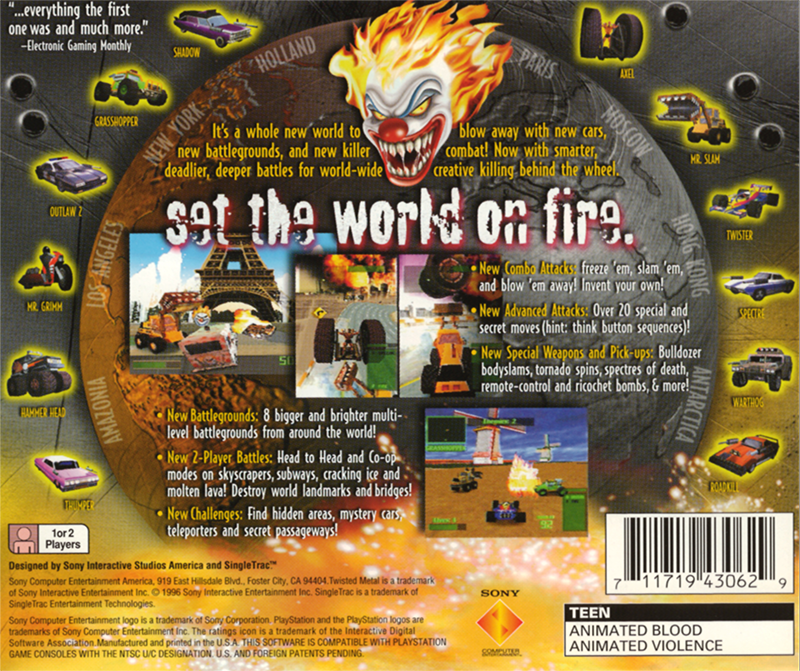 "...everything the first
one was and much more."
–Electronic Gaming Monthly
SHADOW
GRASSHOPPER
OUTLAW 2
MR. GRIMM
HAMMER HEAD
THUMPER
AXEL
MR. SLAM
TWISTER
SPECTRE
WARTHOG
ROADKILL
AMAZONIA
LOS ANGELES
NEW YORK
HOLLAND
PARIS
MOSCOW
HONG KONG
ANTARCTICA
It's a whole new world to blow away with new cars,
new battlegrounds, and new killer combat! Now with smarter,
deadlier, deeper battles for world-wide creative killing behind the wheel.
set the world on fire.
• New Combo Attacks: freeze 'em, slam 'em,
and blow 'em away! Invent your own!
• New Advanced Attacks: Over 20 special and
secret moves (hint: think button sequences)!
• New Special Weapons and Pick-ups: Bulldozer
bodyslams, tornado spins, spectres of death,
remote-control and ricochet bombs, & more!
• New Battlegrounds: 8 bigger and brighter multi-
level battlegrounds from around the world!
• New 2-Player Battles: Head to Head and Co-op
modes on skyscrapers, subways, cracking ice and
molten lava! Destroy world landmarks and bridges!
• New Challenges: Find hidden areas, mystery cars,
teleporters and secret passageways!
92
1 or 2
Players
Designed by Sony Interactive Studios America and SingleTrac™
Sony Computer Entertainment America, 919 East Hillsdale Blvd., Foster City, CA 94404. Twisted Metal is a trademark
of Sony Interactive Entertainment Inc. © 1996 Sony Interactive Entertainment Inc. SingleTrac is a trademark of
SingleTrac Entertainment Technologies.
Sony Computer Entertainment logo is a trademark of Sony Corporation. PlayStation and the PlayStation logos are
trademarks of Sony Computer Entertainment Inc. The ratings icon is a trademark of the Interactive Digital
Software Association. Manufactured and printed in the U.S.A. THIS SOFTWARE IS COMPATIBLE WITH PLAYSTATION
GAME CONSOLES WITH THE NTSC U/C DESIGNATION. U.S. AND FOREIGN PATENTS PENDING.
SONY
COMPUTER
ENTERTAINMENT
7 11719 43062 9
TEEN
ANIMATED BLOOD
ANIMATED VIOLENCE